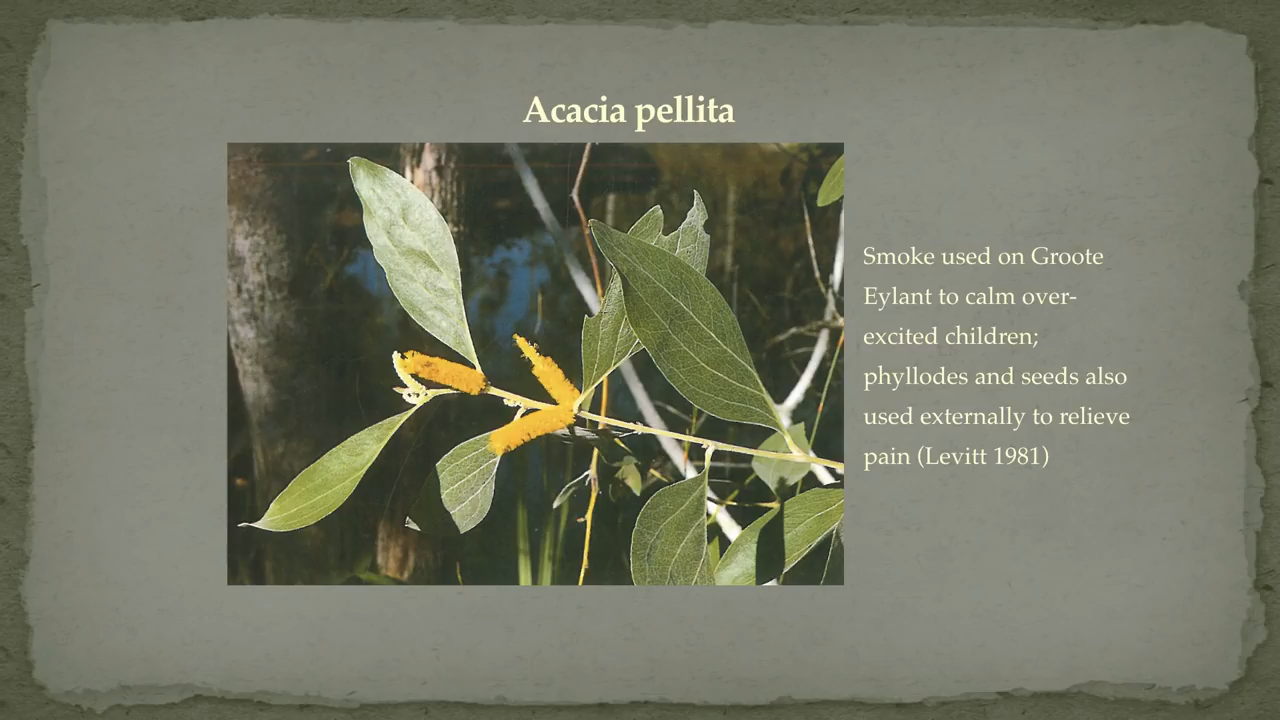 Acacia pellita
Smoke used on Groote
Eylant to calm over-
excited children;
phyllodes and seeds also
used externally to relieve
pain (Levitt 1981)